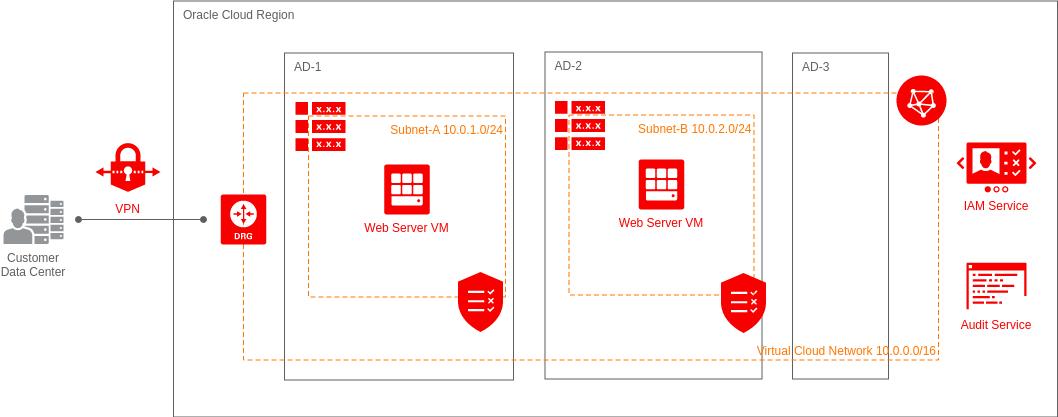 Oracle Cloud Region
AD-1
AD-2
AD-3
x.x.x
x.x.x
x.x.x
Subnet-A 10.0.1.0/24
x.x.x
x.x.x
x.x.x
Subnet-B 10.0.2.0/24
VPN
DRG
Web Server VM
Web Server VM
IAM Service
Customer
Data Center
Audit Service
Virtual Cloud Network 10.0.0.0/16